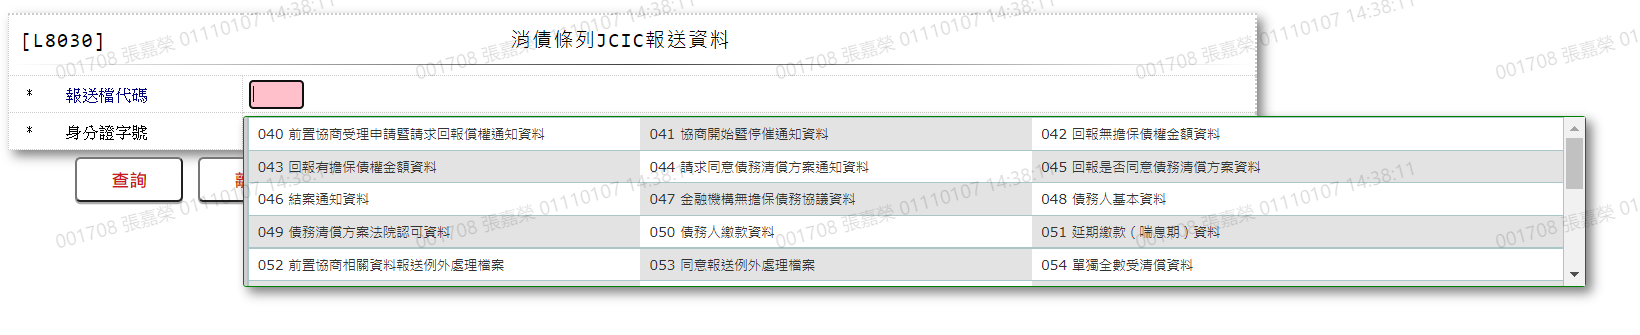 [L8030] 消債條列JCIC報送資料
* 報送檔代碼
* 身分證字號
040 前置協商受理申請暨請求回報償權通知資料 041 協商開始暨停催通知資料 042 回報無擔保債權金額資料
043 回報有擔保債權金額資料 044 請求同意債務清償方案通知資料 045 回報是否同意債務清償方案資料
查詢
046 結案通知資料 047 金融機構無擔保債務協議資料 048 債務人基本資料
049 債務清償方案法院認可資料 050 債務人繳款資料 051 延期繳款(喘息期)資料
052 前置協商相關資料報送例外處理檔案 053 同意報送例外處理檔案 054 單獨全數受清償資料
001708 張嘉榮 01110107 14:38:11